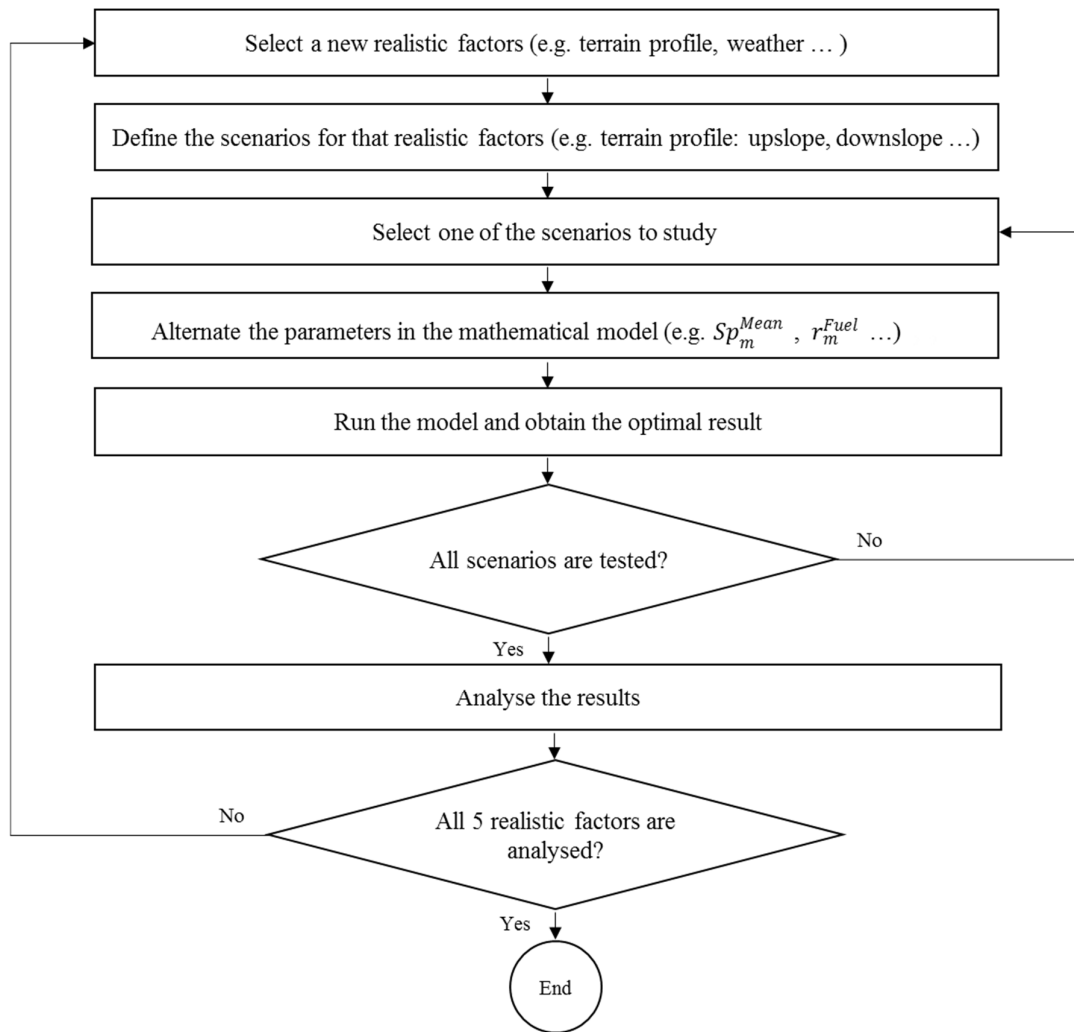 Select a new realistic factors (e.g. terrain profile, weather … )
Define the scenarios for that realistic factors (e.g. terrain profile: upslope, downslope …)
Select one of the scenarios to study
Alternate the parameters in the mathematical model (e.g. $Sp_m^{Mean}$ , $r_m^{Fuel}$ …)
Run the model and obtain the optimal result
All scenarios are tested?
No
Yes
Analyse the results
No
All 5 realistic factors are
analysed?
Yes
End